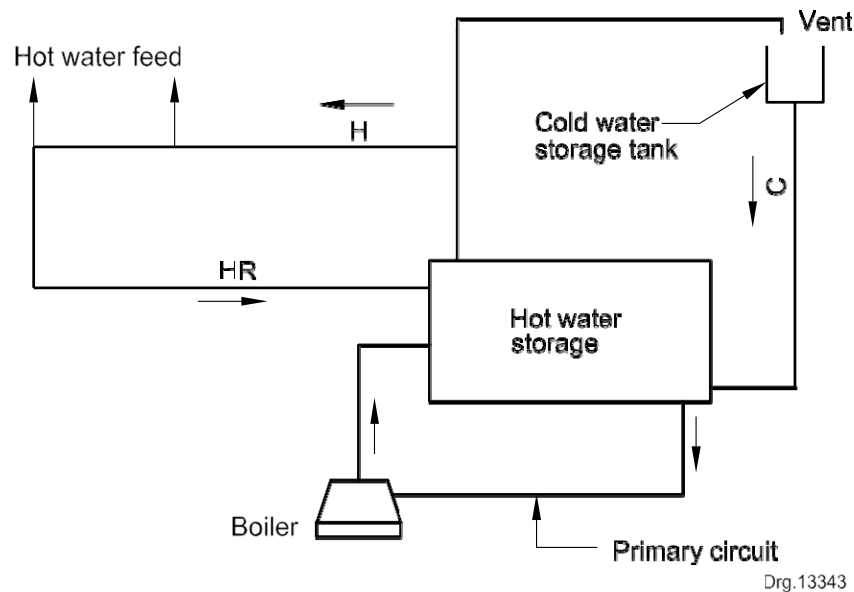 Vent
Hot water feed
H
Cold water
storage tank
C
HR
Hot water
storage
Boiler
Primary circuit
Drg.13343